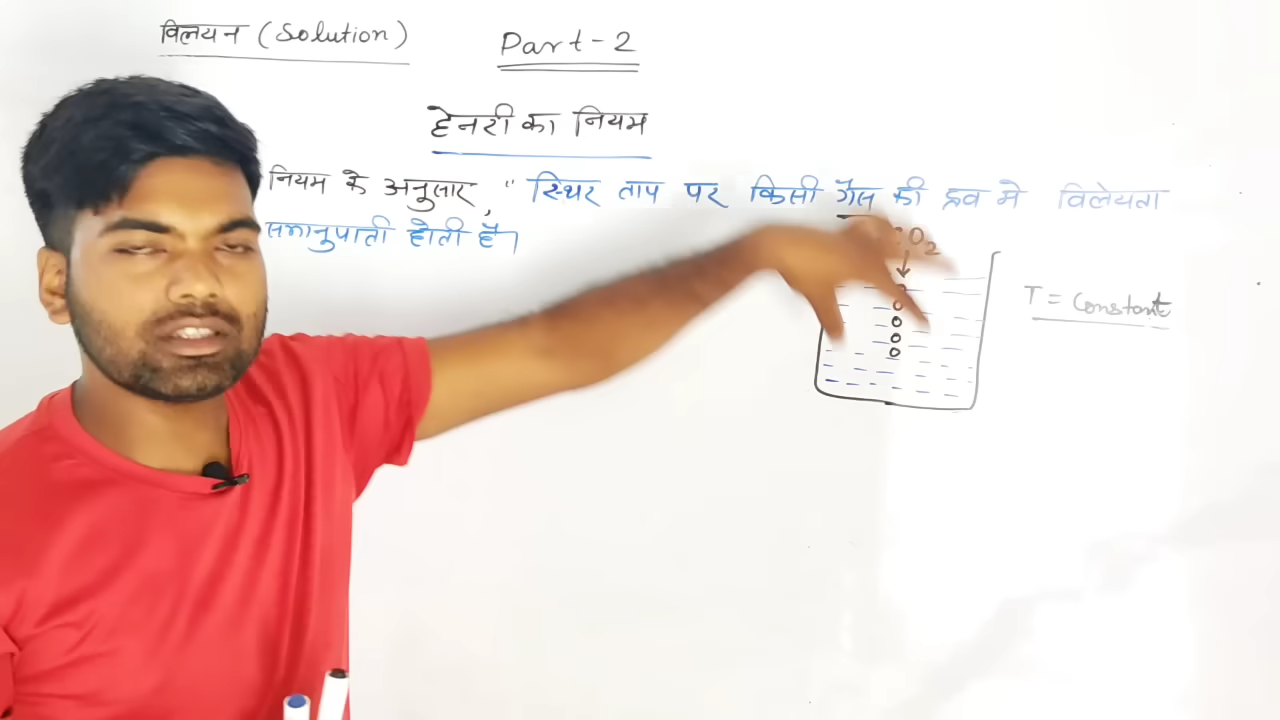 विलयन (Solution)
Part-2
हेनरी का नियम
नियम के अनुसार, " स्थिर ताप पर किसी गैस की द्रव मे विलेयता
समानुपाती होती है।
O2
T = Constant